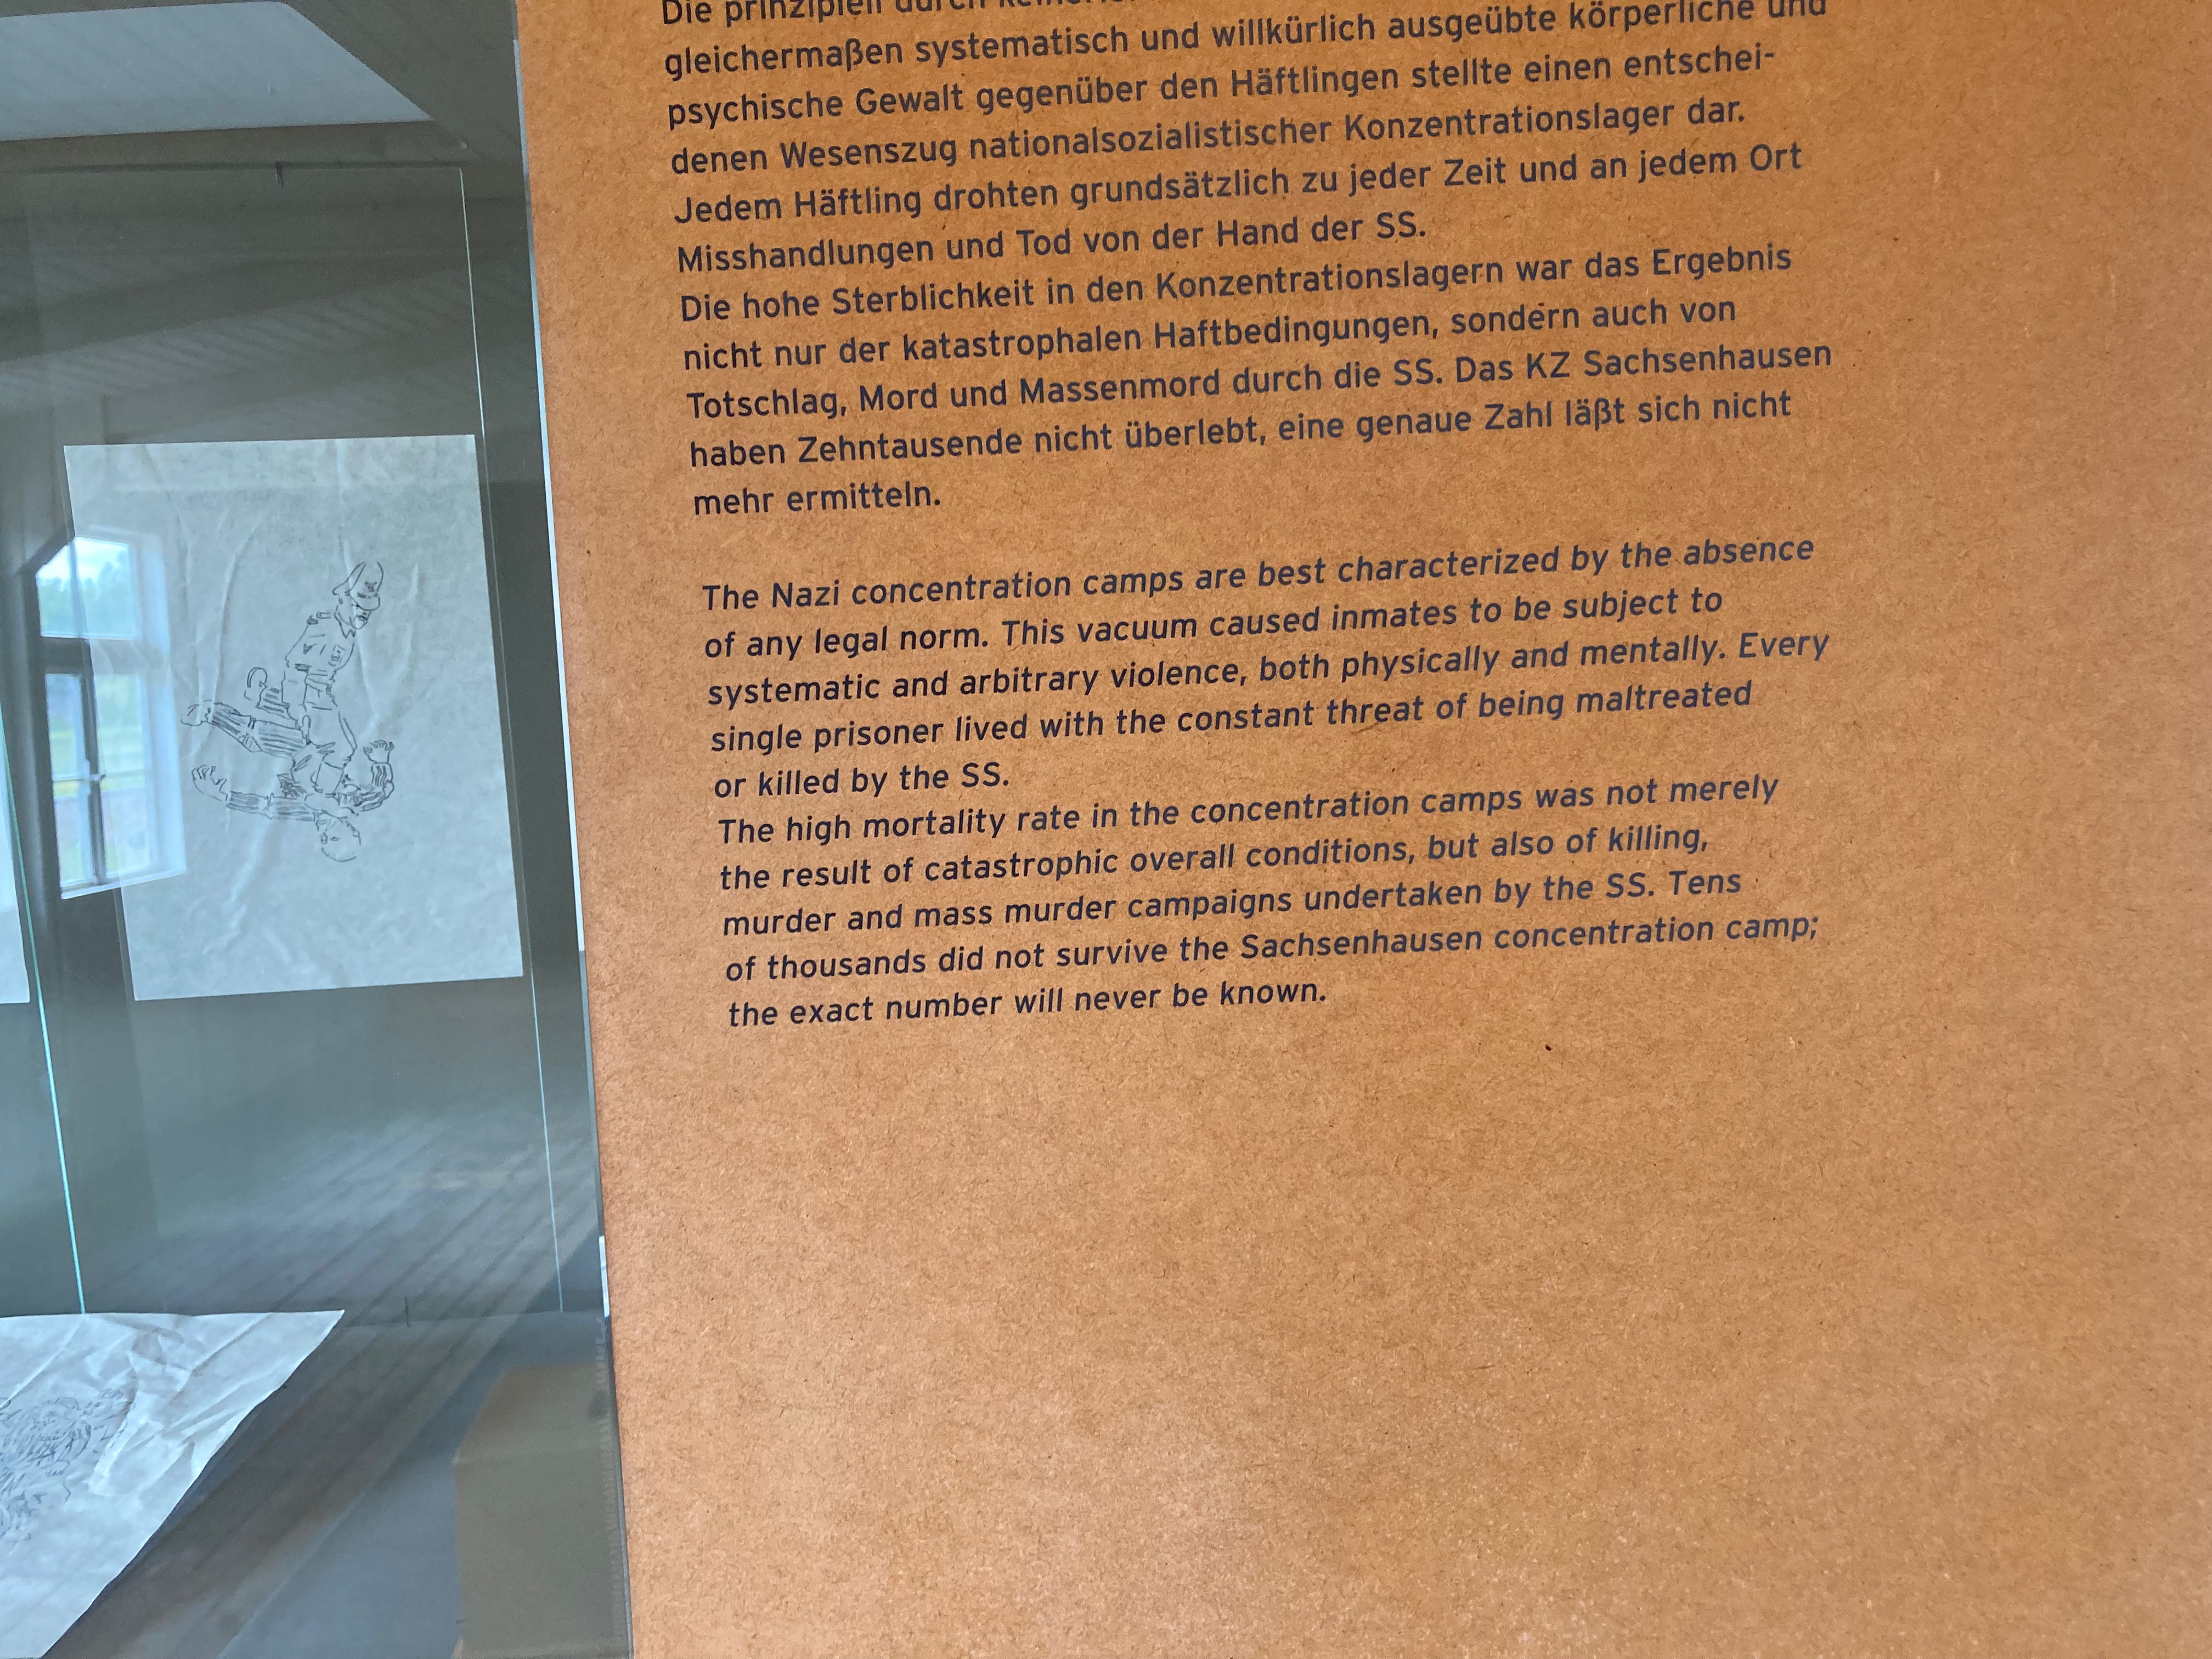 Die prinzipiell durch
gleichermaßen systematisch und willkürlich ausgeübte körperliche und
psychische Gewalt gegenüber den Häftlingen stellte einen entschei-
denen Wesenszug nationalsozialistischer Konzentrationslager dar.
Jedem Häftling drohten grundsätzlich zu jeder Zeit und an jedem Ort
Misshandlungen und Tod von der Hand der SS.
Die hohe Sterblichkeit in den Konzentrationslagern war das Ergebnis
nicht nur der katastrophalen Haftbedingungen, sondern auch von
Totschlag, Mord und Massenmord durch die SS. Das KZ Sachsenhausen
haben Zehntausende nicht überlebt, eine genaue Zahl läßt sich nicht
mehr ermitteln.
The Nazi concentration camps are best characterized by the absence
of any legal norm. This vacuum caused inmates to be subject to
systematic and arbitrary violence, both physically and mentally. Every
single prisoner lived with the constant threat of being maltreated
or killed by the SS.
The high mortality rate in the concentration camps was not merely
the result of catastrophic overall conditions, but also of killing,
murder and mass murder campaigns undertaken by the SS. Tens
of thousands did not survive the Sachsenhausen concentration camp;
the exact number will never be known.